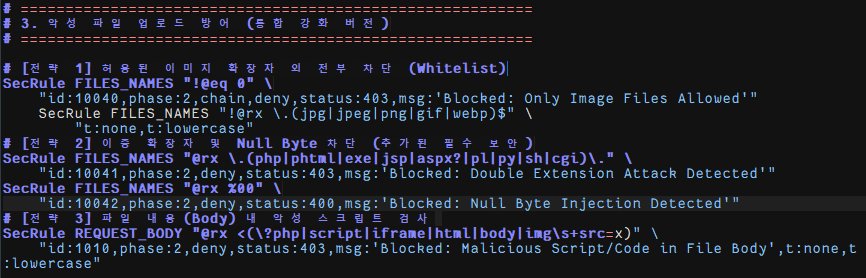 # ==========================================================
# 3. 악성 파일 업로드 방어 (통합 강화 버전)
# ==========================================================
# [전략 1] 허용된 이미지 확장자 외 전부 차단 (Whitelist)
SecRule FILES_NAMES "!@eq 0" \
"id:10040,phase:2,chain,deny,status:403,msg:'Blocked: Only Image Files Allowed'"
SecRule FILES_NAMES "!@rx \.(jpg|jpeg|png|gif|webp)$" \
"t:none,t:lowercase"
# [전략 2] 이중 확장자 및 Null Byte 차단 (추가된 필수 보안)
SecRule FILES_NAMES "@rx \.(php|phtml|exe|jsp|aspx?|pl|py|sh|cgi)\." \
"id:10041,phase:2,deny,status:403,msg:'Blocked: Double Extension Attack Detected'"
SecRule FILES_NAMES "@rx %00" \
"id:10042,phase:2,deny,status:400,msg:'Blocked: Null Byte Injection Detected'"
# [전략 3] 파일 내용(Body) 내 악성 스크립트 검사
SecRule REQUEST_BODY "@rx <(\?php|script|iframe|html|body|img\s+src=x)" \
"id:1010,phase:2,deny,status:403,msg:'Blocked: Malicious Script/Code in File Body',t:none,t
:lowercase"